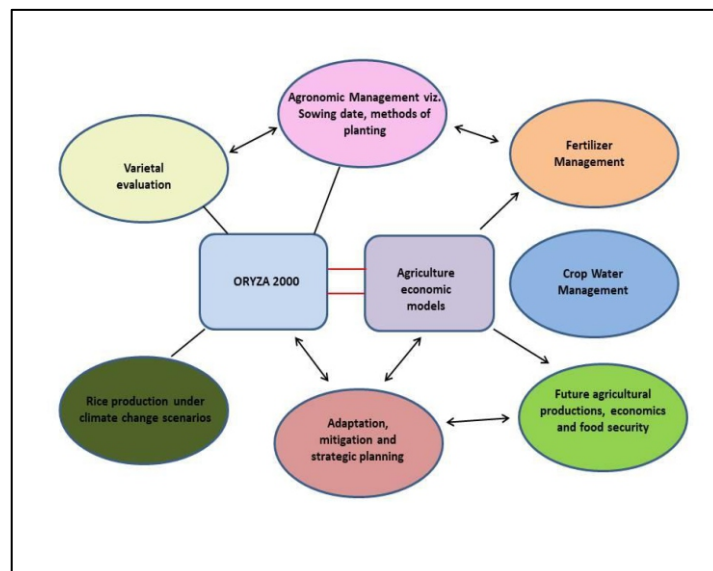 Agronomic Management viz.
Sowing date, methods of
planting
Varietal
evaluation
Fertilizer
Management
ORYZA 2000
Agriculture
economic
models
Crop Water
Management
Rice production under
climate change scenarios
Adaptation,
mitigation and
strategic planning
Future agricultural
productions, economics
and food security